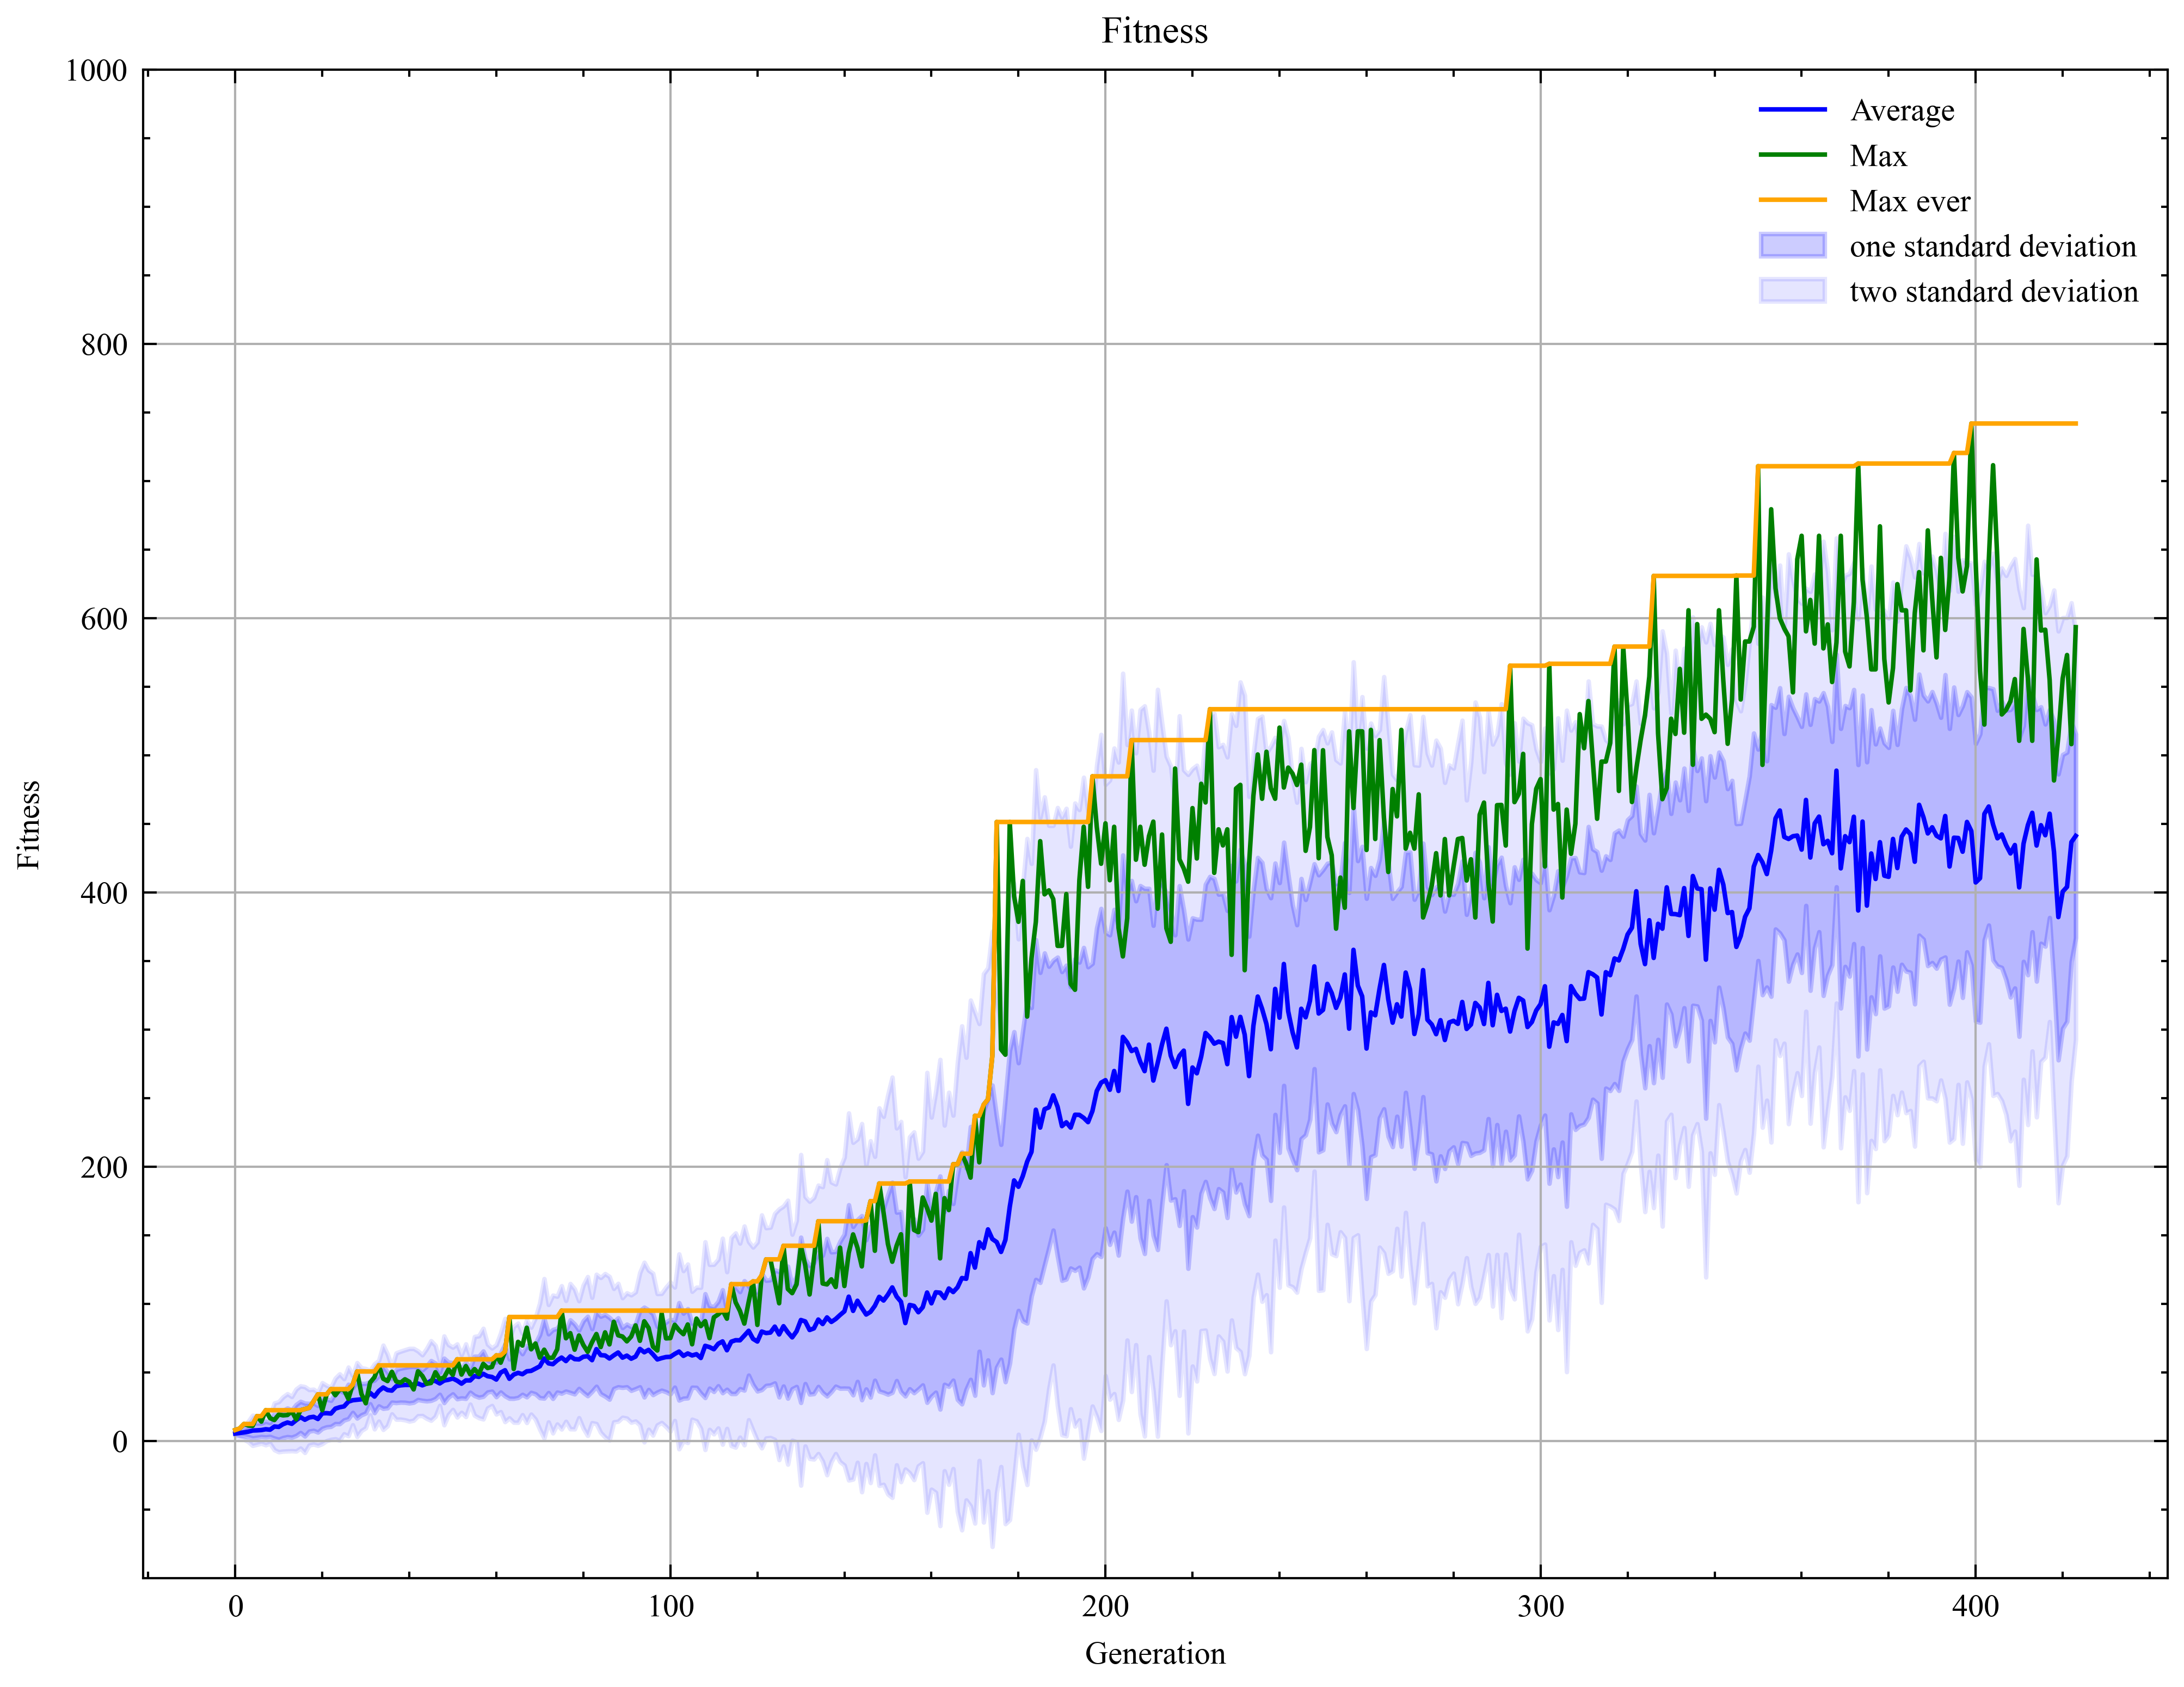 Fitness
1000
800
600
400
200
0
Fitness
Average
Max
Max ever
one standard deviation
two standard deviation
0 100 200 300 400
Generation